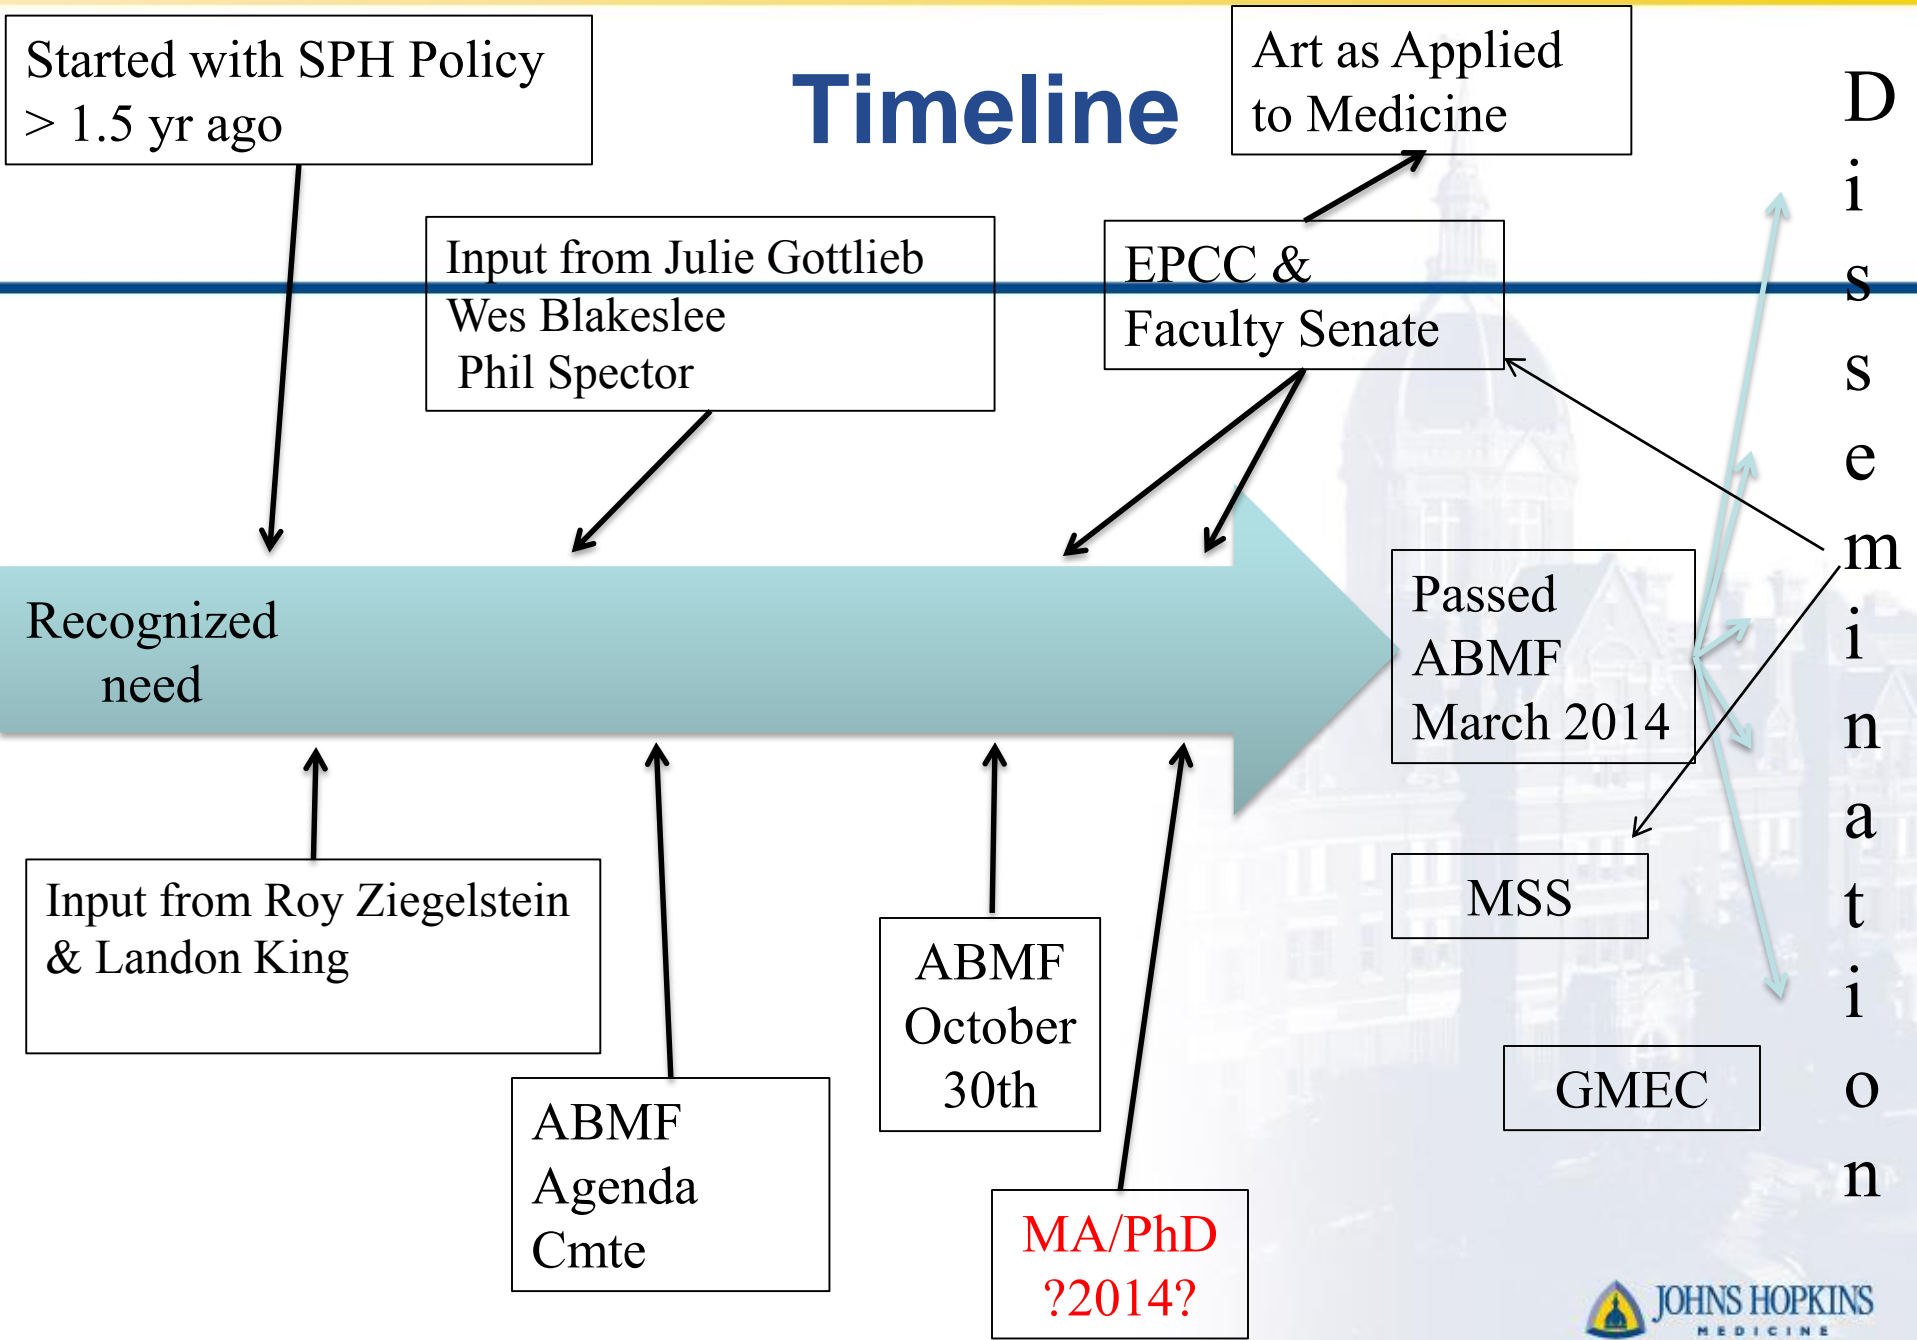 Started with SPH Policy
> 1.5 yr ago
Timeline
Art as Applied
to Medicine
Input from Julie Gottlieb
Wes Blakeslee
Phil Spector
EPCC &
Faculty Senate
Recognized
need
Passed
ABMF
March 2014
Input from Roy Ziegelstein
& Landon King
ABMF
Agenda
Cmte
ABMF
October
30th
MA/PhD
?2014?
MSS
GMEC
D
i
s
s
e
m
i
n
a
t
i
o
n
JOHNS HOPKINS
MEDICINE